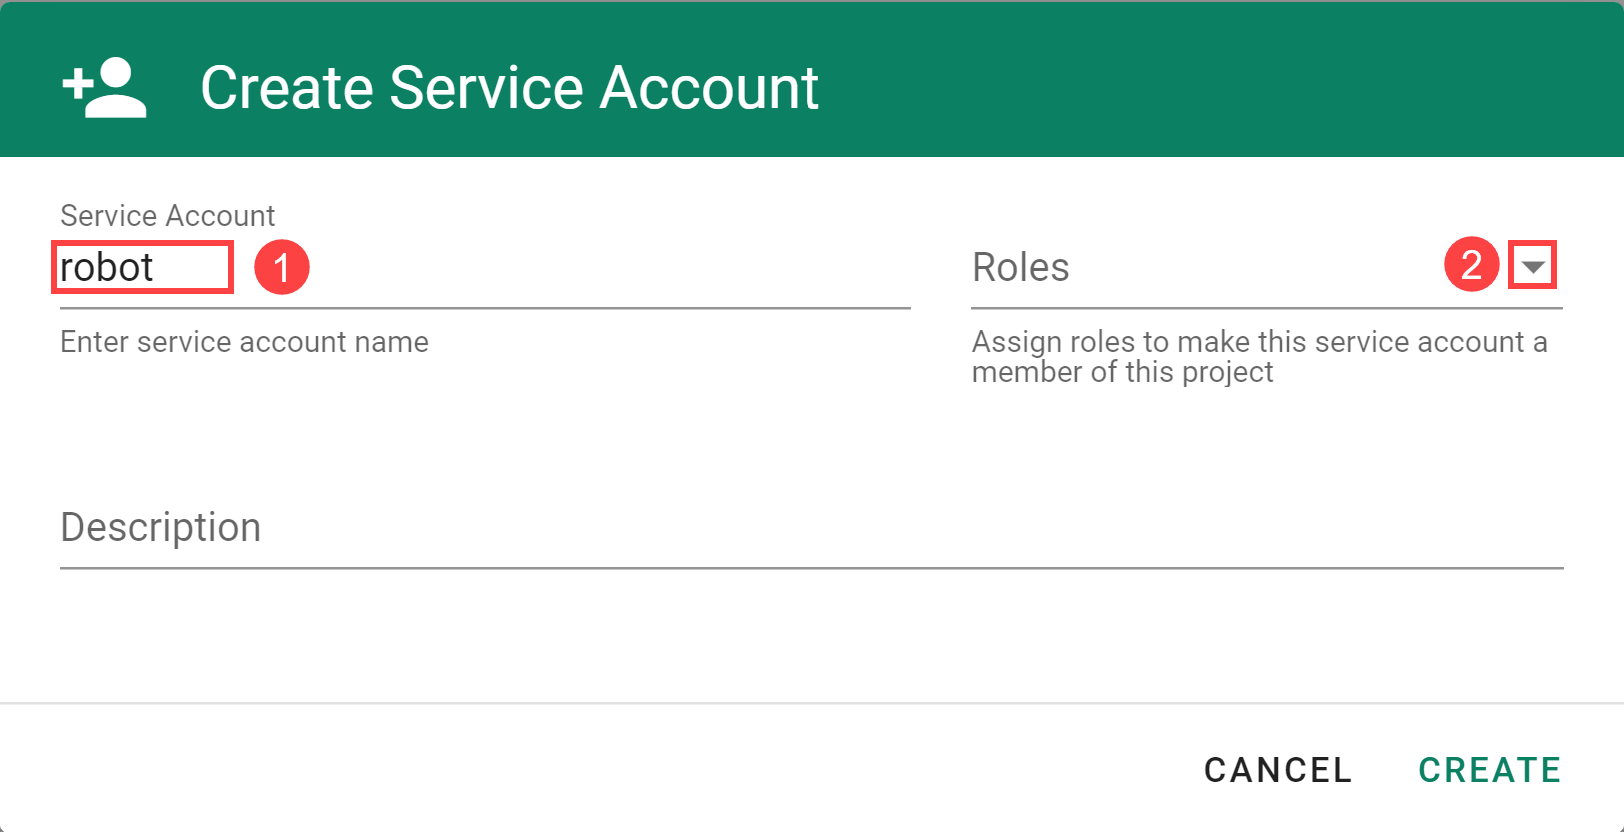 Create Service Account
Service Account
robot
1
Roles
2
Enter service account name
Assign roles to make this service account a
member of this project
Description
CANCEL
CREATE